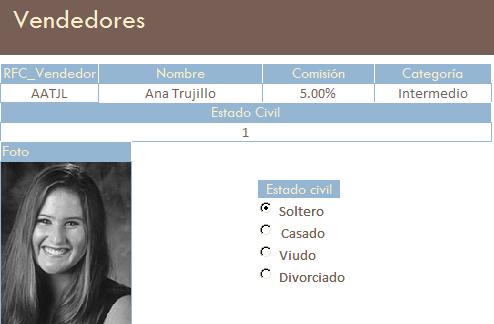 Vendedores
RFC_Vendedor Nombre Comisión Categoría
AATJL Ana Trujillo 5.00% Intermedio
Estado Civil
1
Foto
Estado civil
Soltero
Casado
Viudo
Divorciado